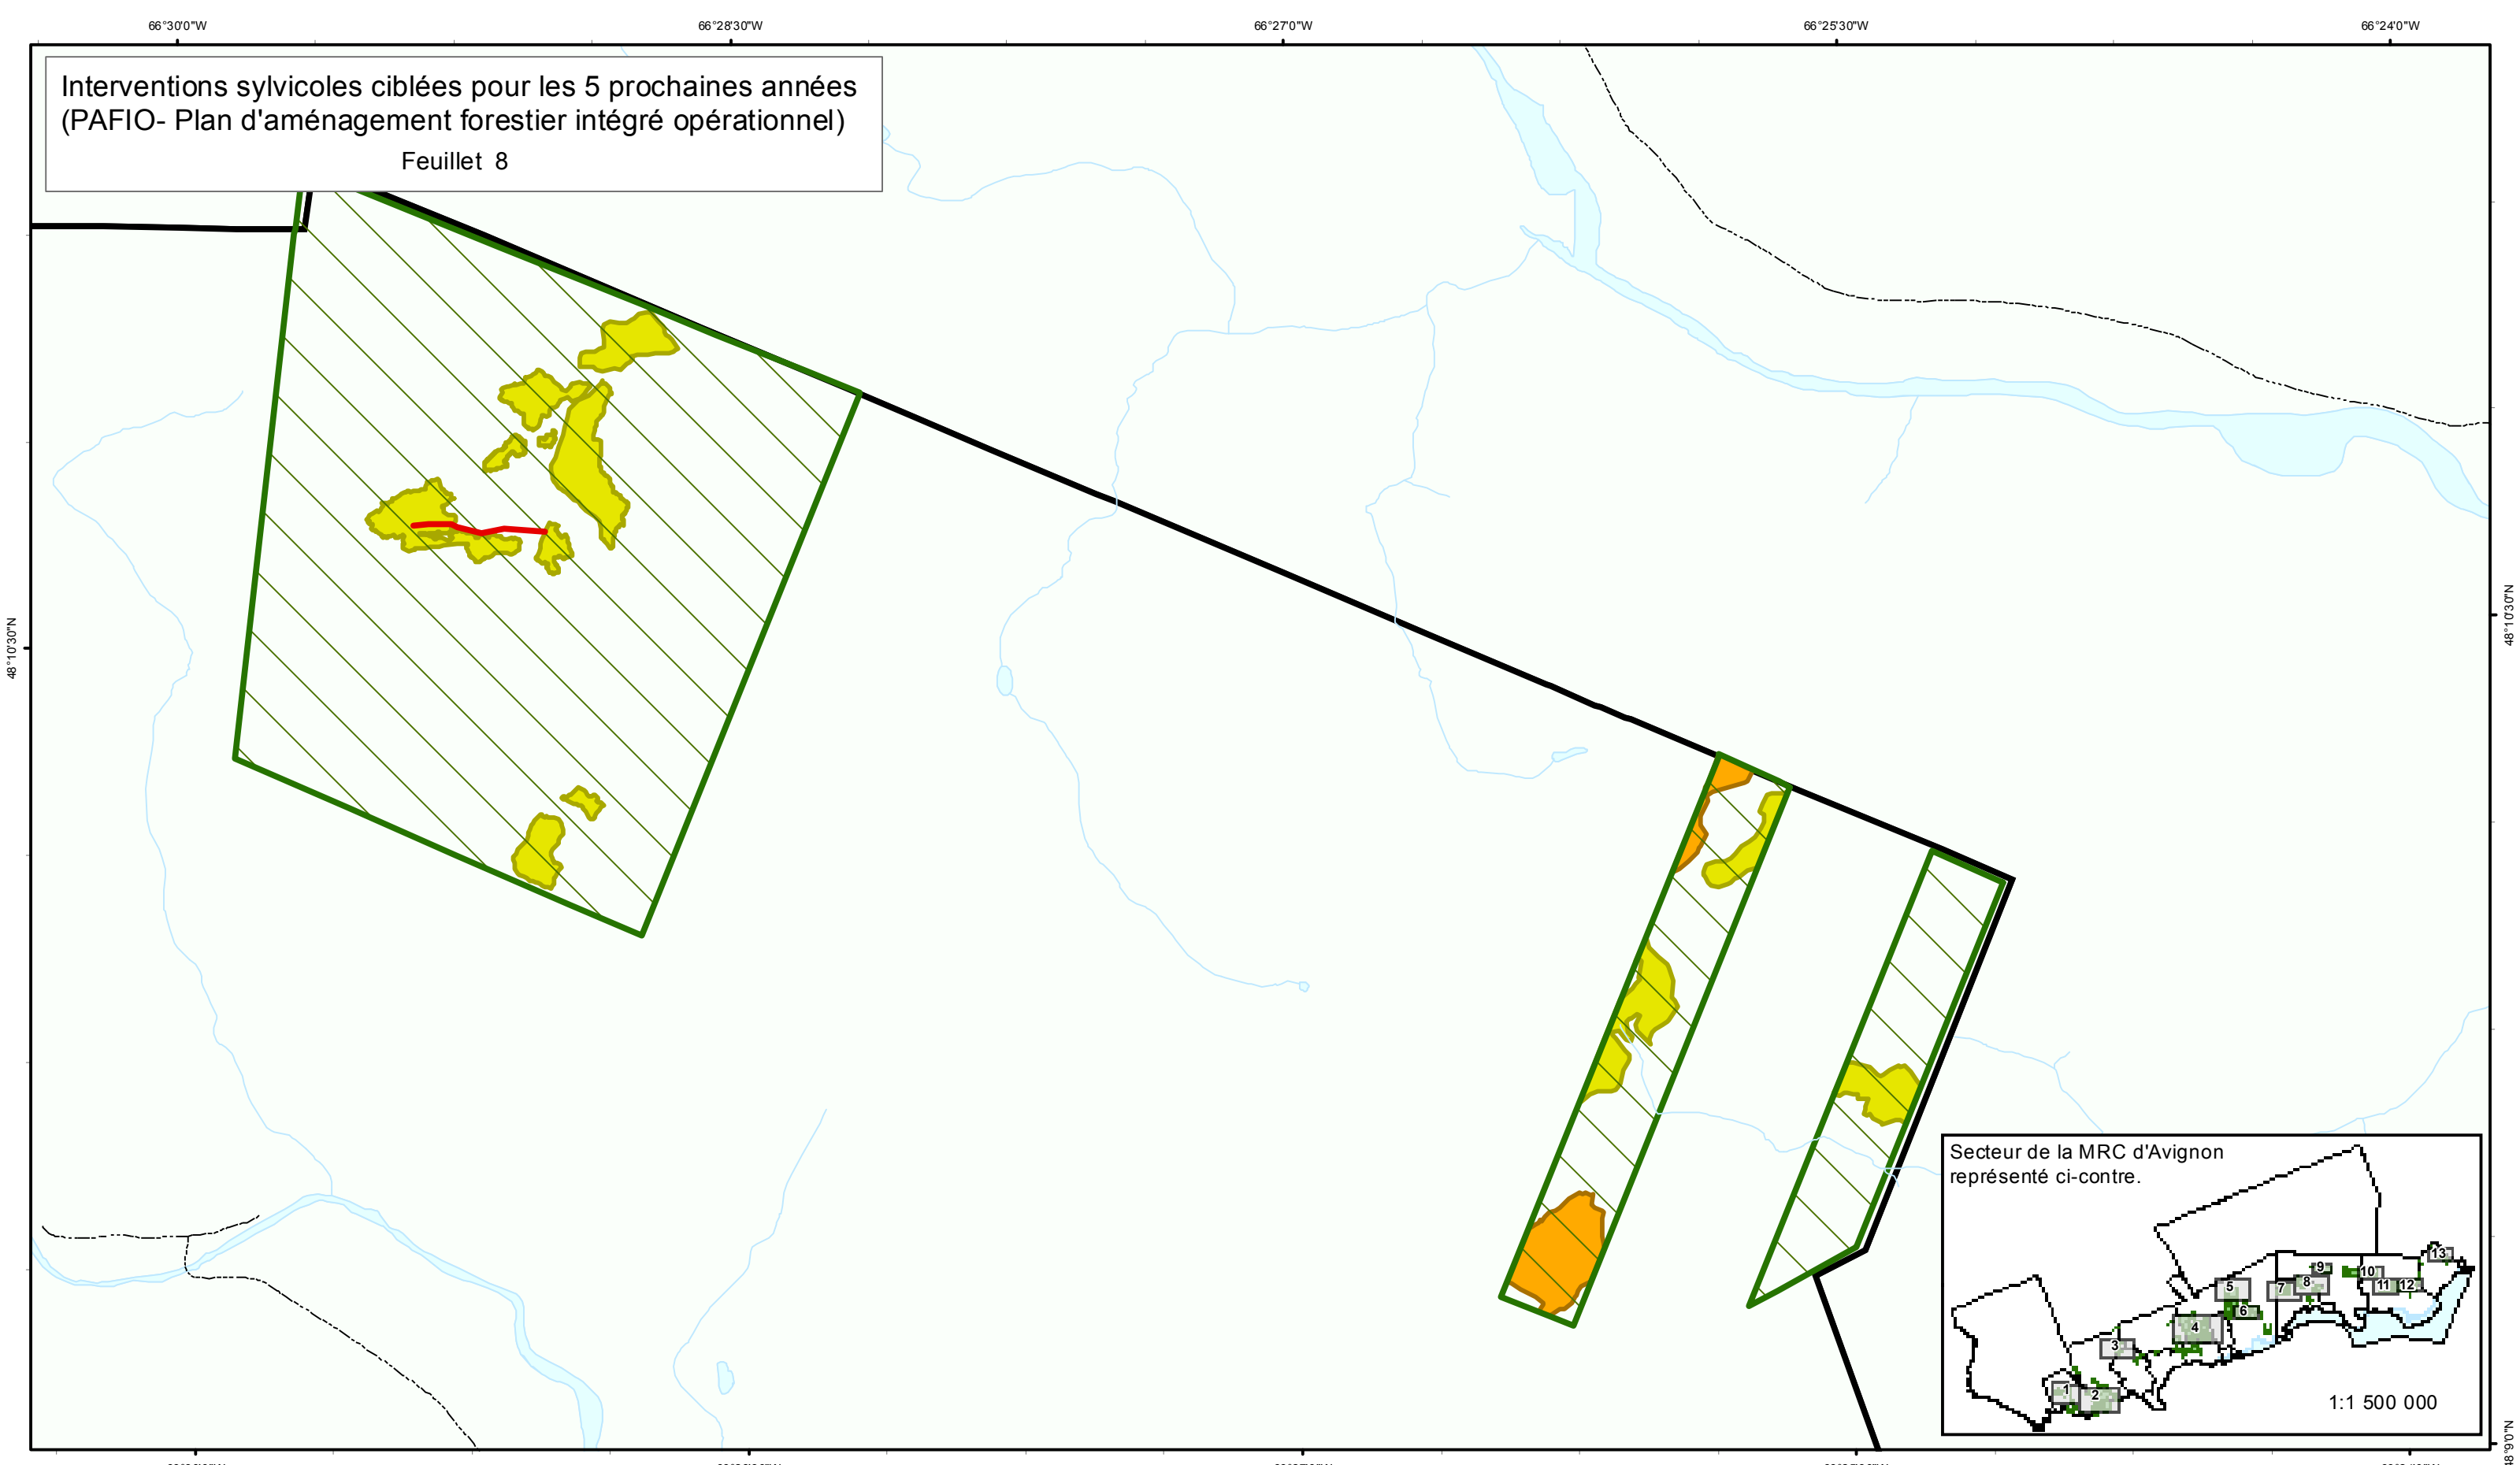 66°30'0"W
66°28'30"W
66°27'0"W
66°25'30"W
66°24'0"W
Interventions sylvicoles ciblées pour les 5 prochaines années
(PAFIO- Plan d'aménagement forestier intégré opérationnel)
Feuillet 8
48°10'30"N
48°10'30"N
Secteur de la MRC d'Avignon
représenté ci-contre.
13
9
10
5
7
8
11
12
6
4
3
1
2
1:1 500 000
48°9'0"N